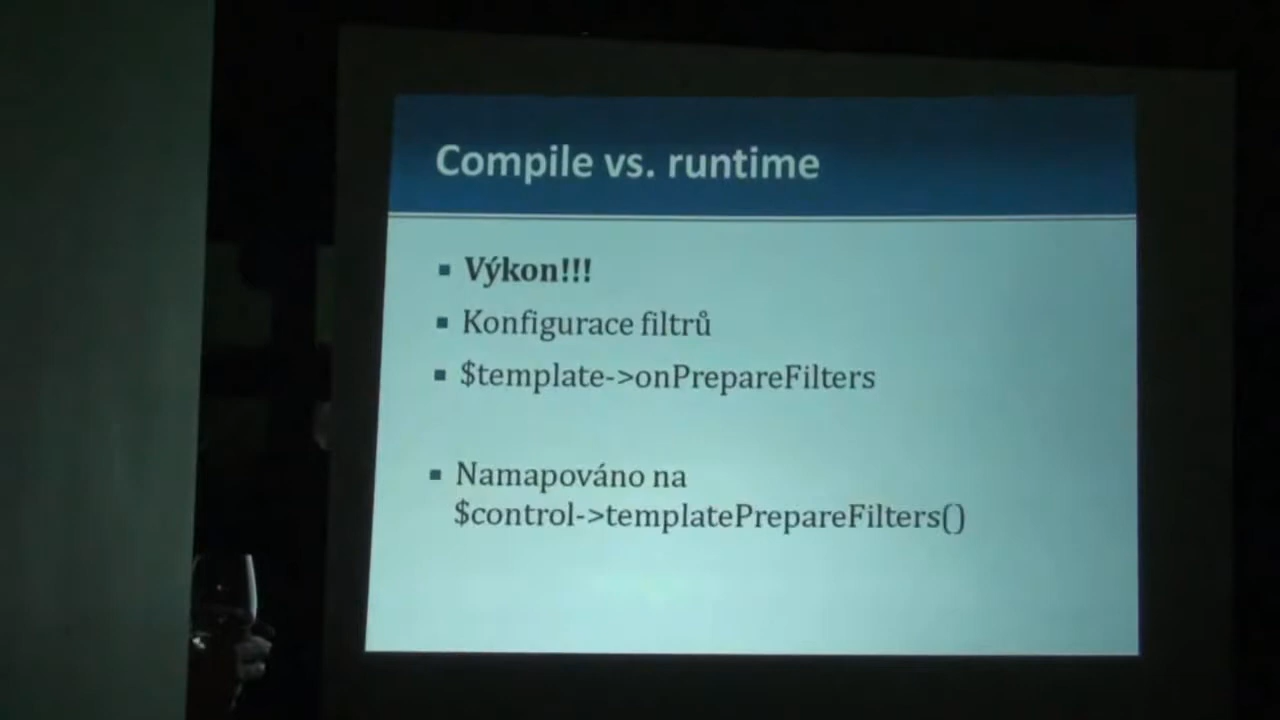 Compile vs. runtime
Výkon!!!
Konfigurace filtrů
$template->onPrepareFilters
Namapováno na
$control->templatePrepareFilters()